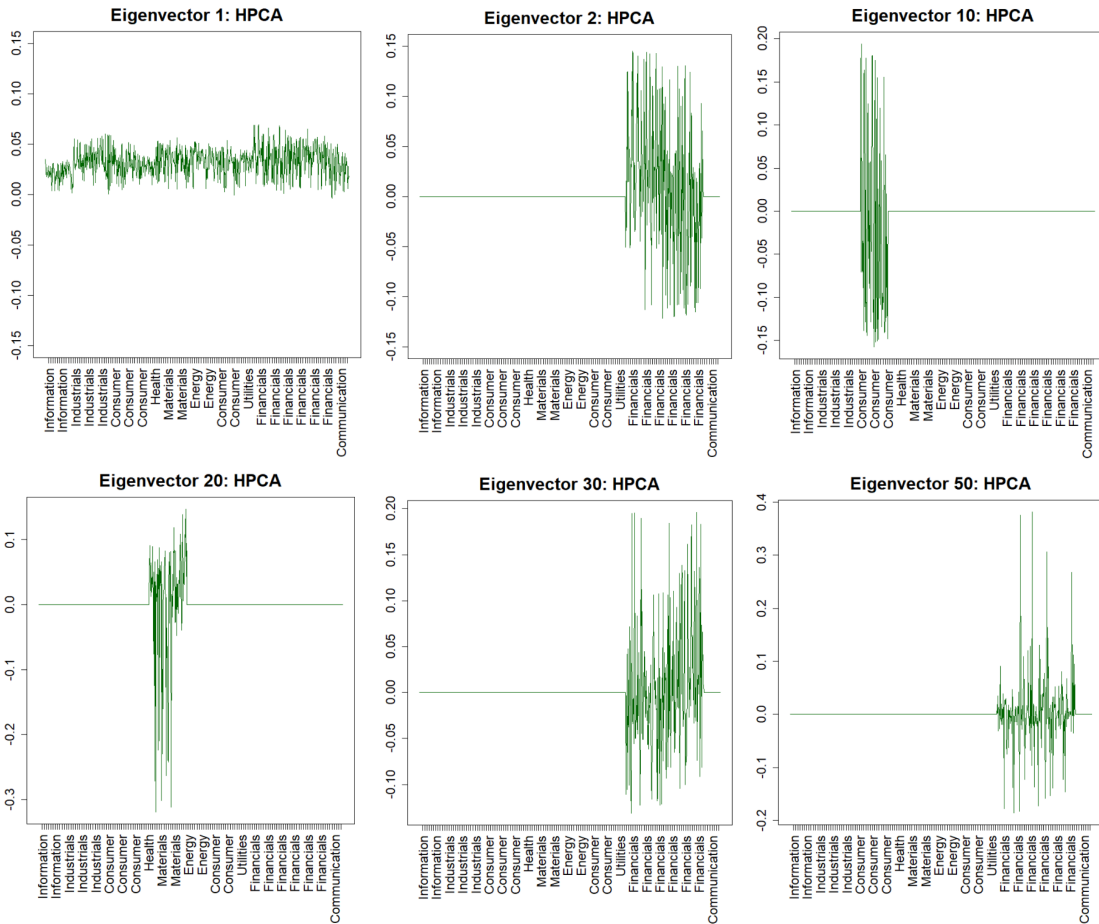 Eigenvector 1: HPCA
0.15
0.10
0.05
0.00
-0.05
-0.10
-0.15
Information
Information
Industrials
Industrials
Industrials
Consumer
Consumer
Consumer
Health
Materials
Materials
Energy
Energy
Consumer
Consumer
Utilities
Financials
Financials
Financials
Financials
Financials
Financials
Communication
Eigenvector 2: HPCA
0.15
0.10
0.05
0.00
-0.05
-0.10
-0.15
Information
Information
Industrials
Industrials
Industrials
Consumer
Consumer
Consumer
Health
Materials
Materials
Energy
Energy
Consumer
Consumer
Utilities
Financials
Financials
Financials
Financials
Financials
Financials
Communication
Eigenvector 10: HPCA
0.20
0.15
0.10
0.05
0.00
-0.05
-0.10
-0.15
Information
Information
Industrials
Industrials
Industrials
Consumer
Consumer
Consumer
Health
Materials
Materials
Energy
Energy
Consumer
Consumer
Utilities
Financials
Financials
Financials
Financials
Financials
Financials
Communication
Eigenvector 20: HPCA
0.1
0.0
-0.1
-0.2
-0.3
Information
Information
Industrials
Industrials
Industrials
Consumer
Consumer
Consumer
Health
Materials
Materials
Energy
Energy
Consumer
Consumer
Utilities
Financials
Financials
Financials
Financials
Financials
Financials
Communication
Eigenvector 30: HPCA
0.20
0.15
0.10
0.05
0.00
-0.05
-0.10
Information
Information
Industrials
Industrials
Industrials
Consumer
Consumer
Consumer
Health
Materials
Materials
Energy
Energy
Consumer
Consumer
Utilities
Financials
Financials
Financials
Financials
Financials
Financials
Communication
Eigenvector 50: HPCA
0.4
0.3
0.2
0.1
0.0
-0.1
-0.2
Information
Information
Industrials
Industrials
Industrials
Consumer
Consumer
Consumer
Health
Materials
Materials
Energy
Energy
Consumer
Consumer
Utilities
Financials
Financials
Financials
Financials
Financials
Financials
Communication